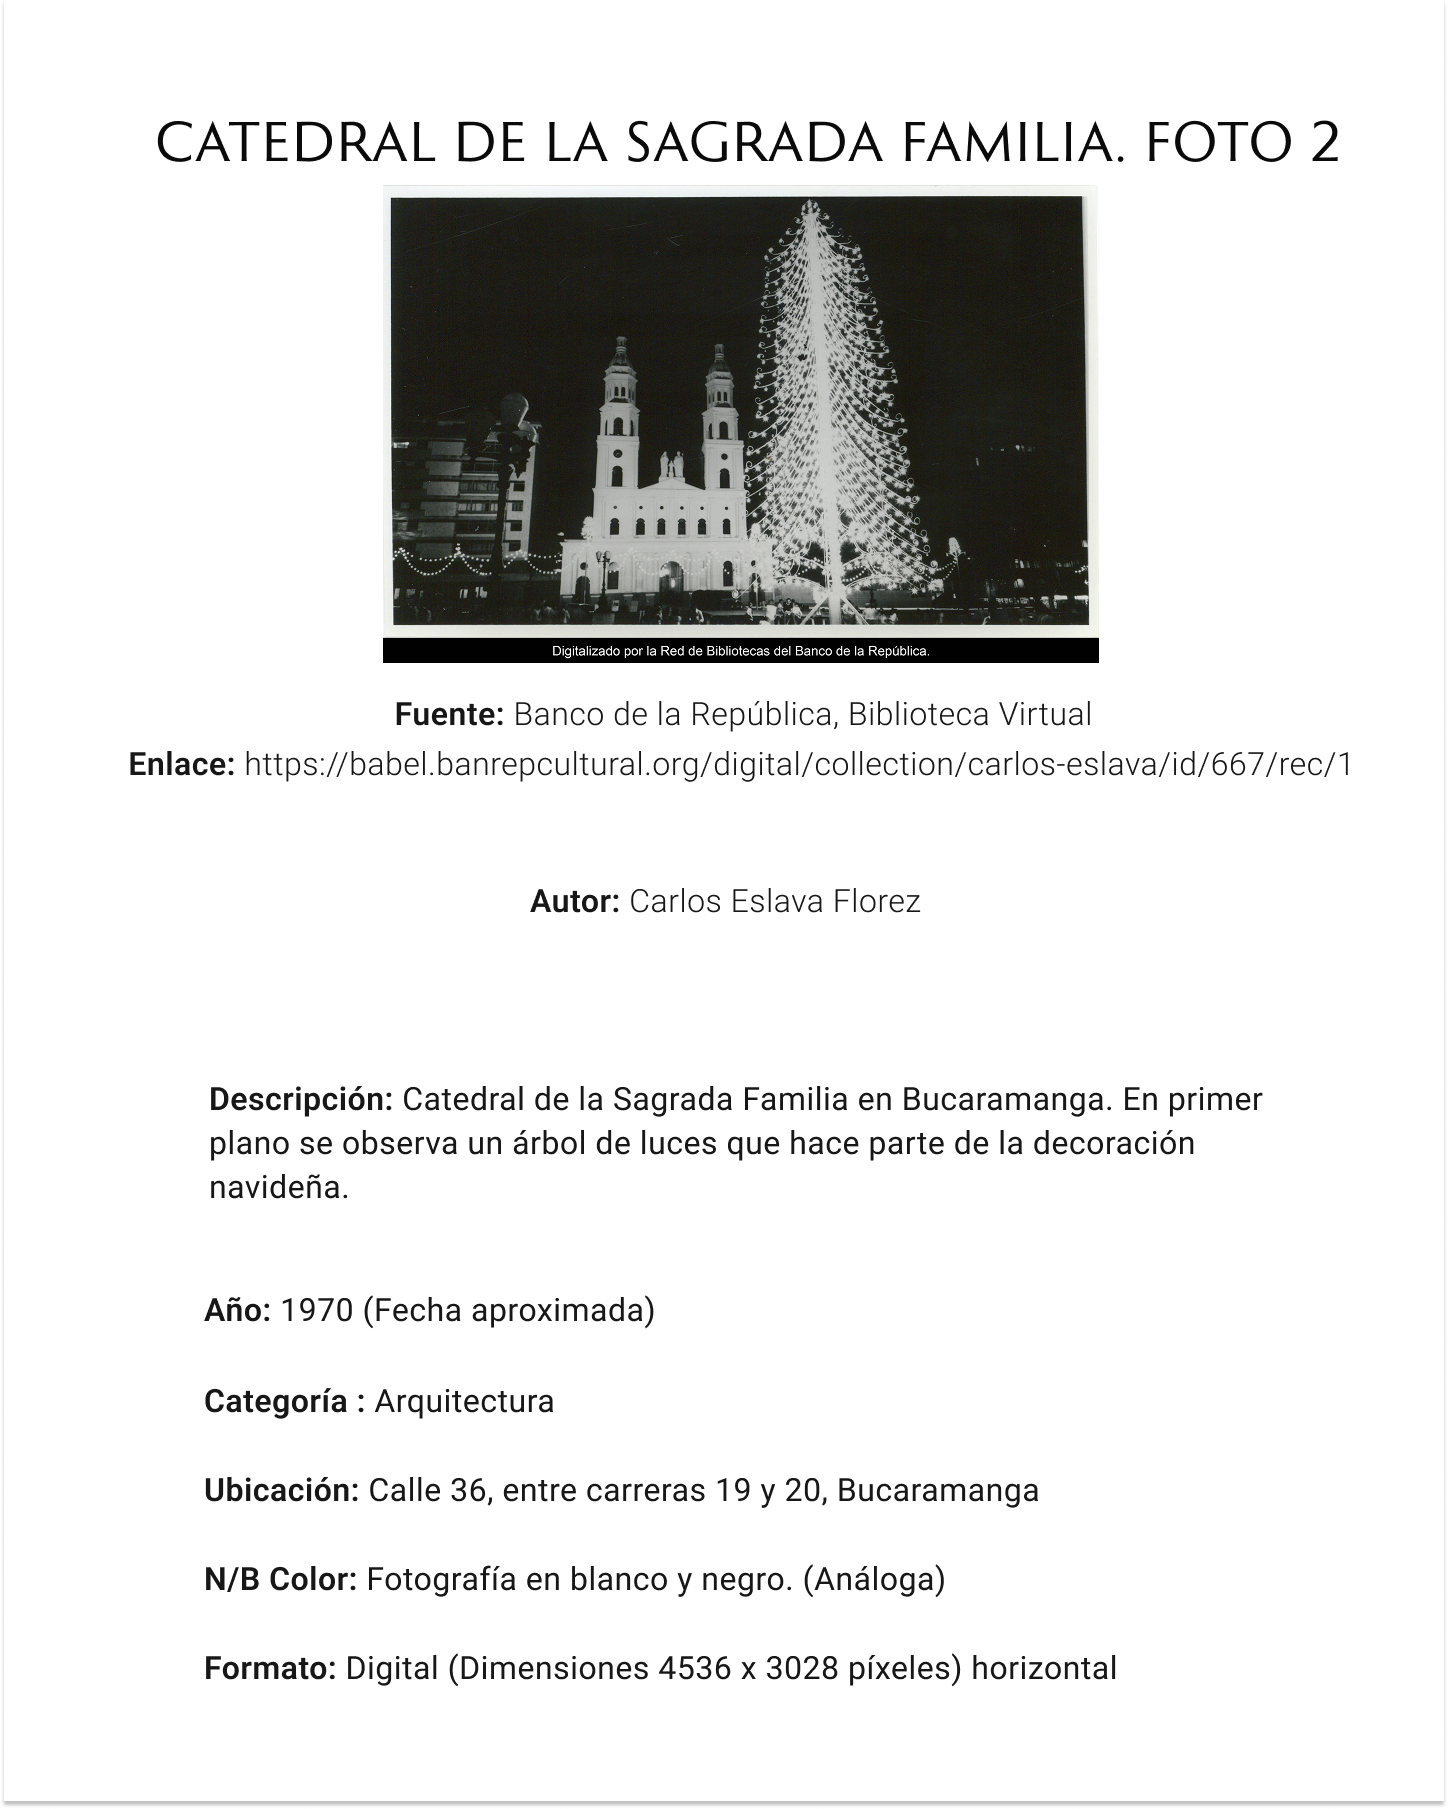 CATEDRAL DE LA SAGRADA FAMILIA. FOTO 2
Digitalizado por la Red de Bibliotecas del Banco de la República.
Fuente: Banco de la República, Biblioteca Virtual
Enlace: https://babel.banrepcultural.org/digital/collection/carlos-eslava/id/667/rec/1
Autor: Carlos Eslava Florez
Descripción: Catedral de la Sagrada Familia en Bucaramanga. En primer
plano se observa un árbol de luces que hace parte de la decoración
navideña.
Año: 1970 (Fecha aproximada)
Categoría : Arquitectura
Ubicación: Calle 36, entre carreras 19 y 20, Bucaramanga
N/B Color: Fotografía en blanco y negro. (Análoga)
Formato: Digital (Dimensiones 4536 x 3028 píxeles) horizontal